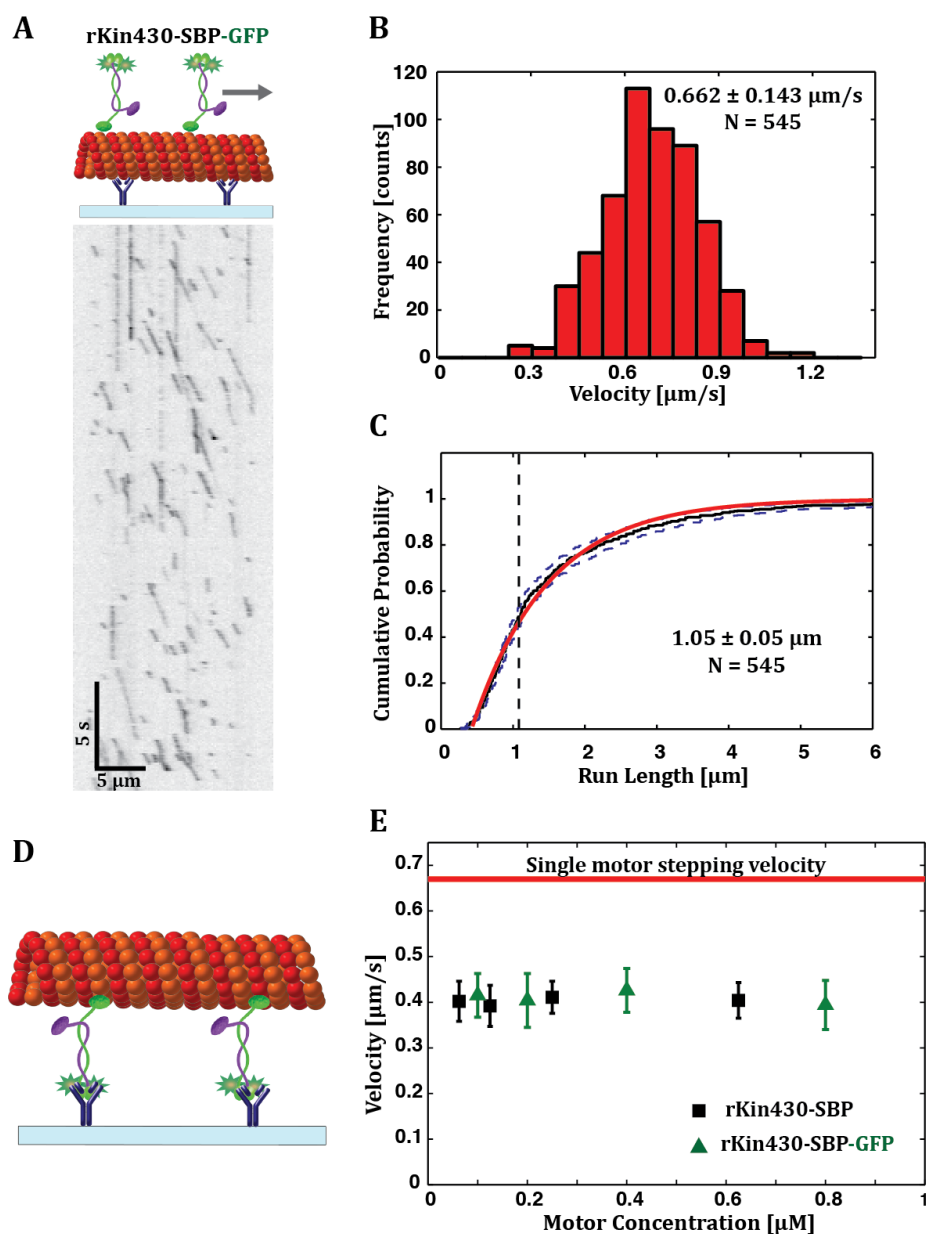 A
rKin430-SBP-GFP
5 s
5 μm
B
120
100
80
60
40
20
0
Frequency [counts]
0.662 ± 0.143 μm/s
N = 545
0.3
0.6
0.9
1.2
Velocity [μm/s]
C
1
0.8
0.6
0.4
0.2
0
Cumulative Probability
1.05 ± 0.05 μm
N = 545
0
1
2
3
4
5
6
Run Length [μm]
D
E
0.7
0.6
0.5
0.4
0.3
0.2
0.1
0
Velocity [μm/s]
Single motor stepping velocity
rKin430-SBP
rKin430-SBP-GFP
0
0.2
0.4
0.6
0.8
1
Motor Concentration [μM]